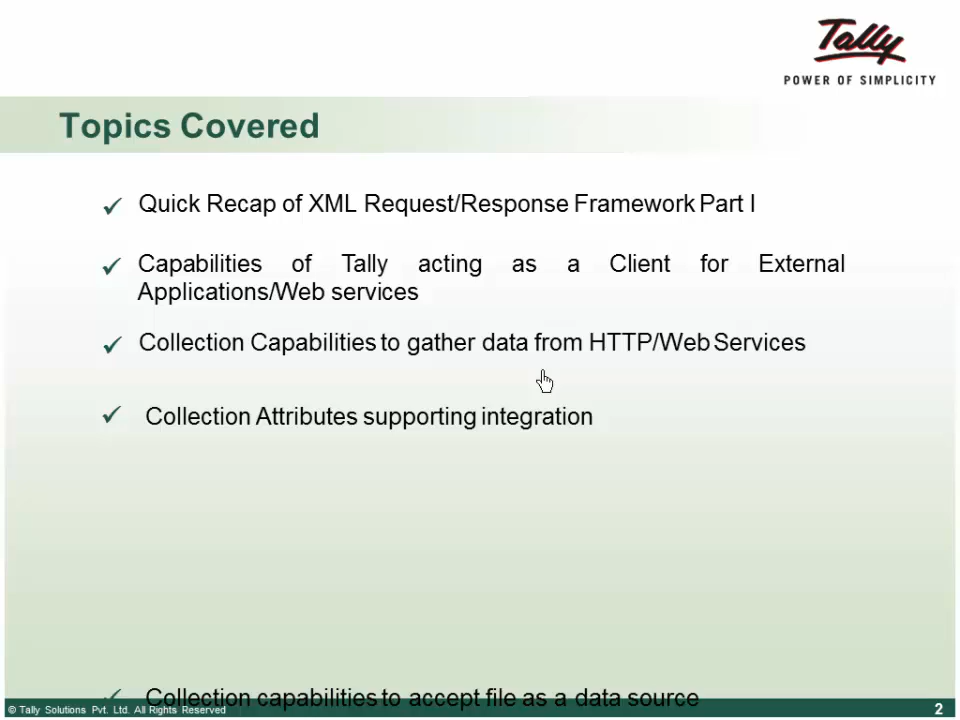 Tally
POWER OF SIMPLICITY
Topics Covered
Quick Recap of XML Request/Response Framework Part I
Capabilities of Tally acting as a Client for External
Applications/Web services
Collection Capabilities to gather data from HTTP/Web Services
Collection Attributes supporting integration
Collection capabilities to accept file as a data source
© Tally Solutions Pvt. Ltd. All Rights Reserved
2